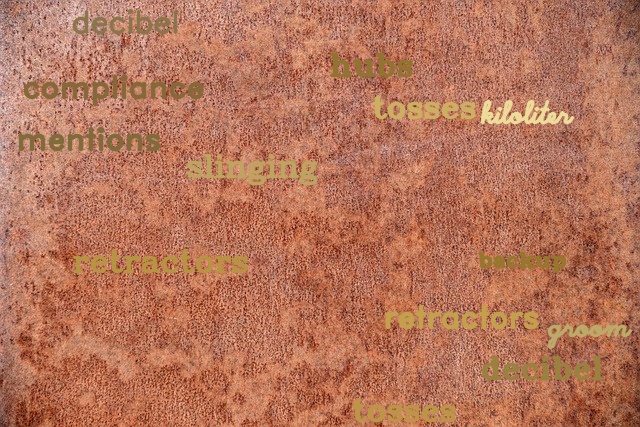 decibel
hubs
compliance
tosses kiloliter
mentions
slinging
retractors
backup
retractors groom
decibel
tosses